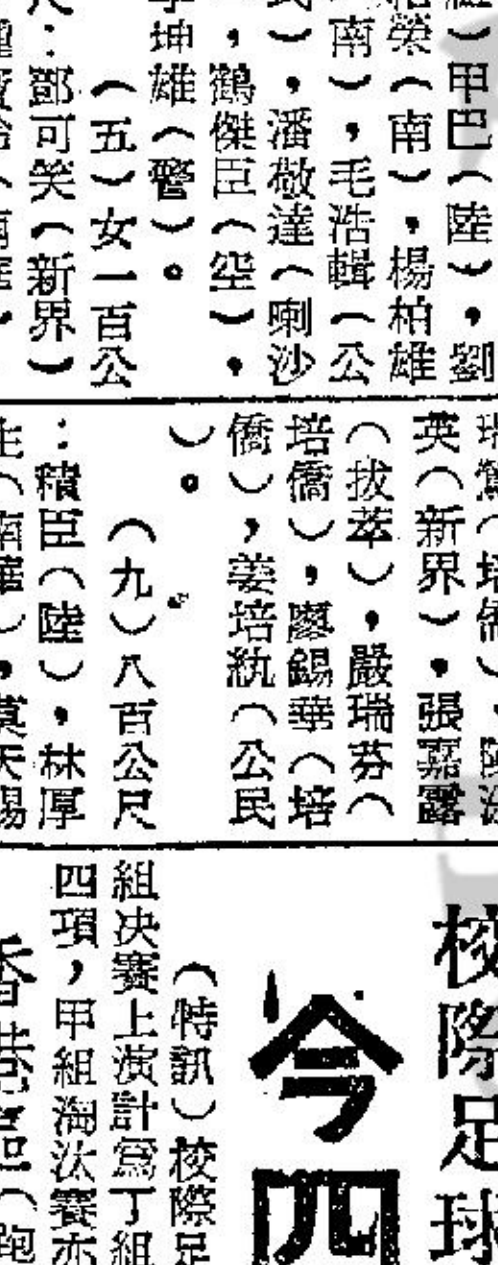 甲巴（陸），劉
榮（南），楊柏雄
南），毛浩輯（公
），潘敬達（喇沙
，鶴傑臣（空），
坤雄（警）。
（五）女一百公
：鄧可笑（新界）
英（新界），張嘉露
（拔萃），嚴瑞芬（
培僑），廖錫華（培
僑），姜培紈（公民
）。
（九）八百公尺
：積臣（陸），林厚
校際足球
今四
（特訊）校際足
組决賽上演計爲丁組
四項，甲組淘汰賽亦